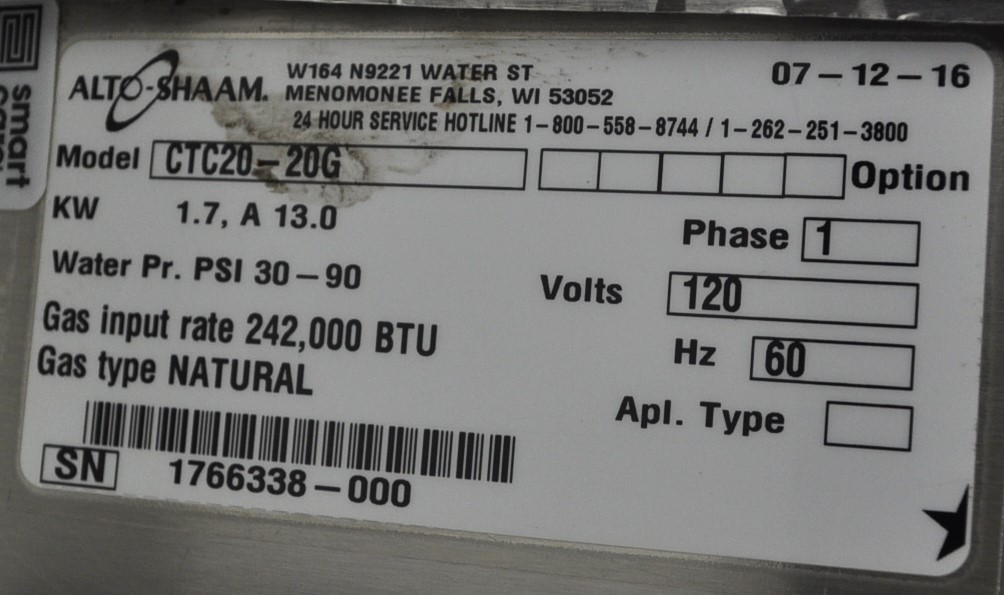 smart
ALTO-SHAAM.
W164 N9221 WATER ST
MENOMONEE FALLS, WI 53052
07-12-16
24 HOUR SERVICE HOTLINE 1-800-558-8744 / 1-262-251-3800
Model CTC20-20G Option
KW 1.7, A 13.0
Phase 1
Water Pr. PSI 30-90
Volts 120
Gas input rate 242,000 BTU
Hz 60
Gas type NATURAL
Apl. Type
SN 1766338-000